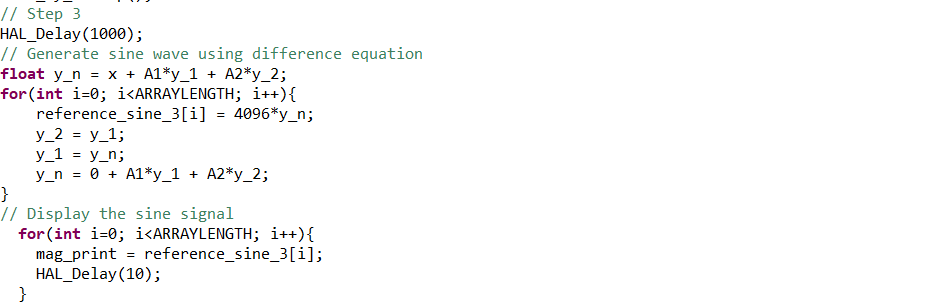 // Step 3
HAL_Delay(1000);
// Generate sine wave using difference equation
float y_n = x + A1*y_1 + A2*y_2;
for(int i=0; i<ARRAYLENGTH; i++){
    reference_sine_3[i] = 4096*y_n;
    y_2 = y_1;
    y_1 = y_n;
    y_n = 0 + A1*y_1 + A2*y_2;
}
// Display the sine signal
  for(int i=0; i<ARRAYLENGTH; i++){
    mag_print = reference_sine_3[i];
    HAL_Delay(10);
  }